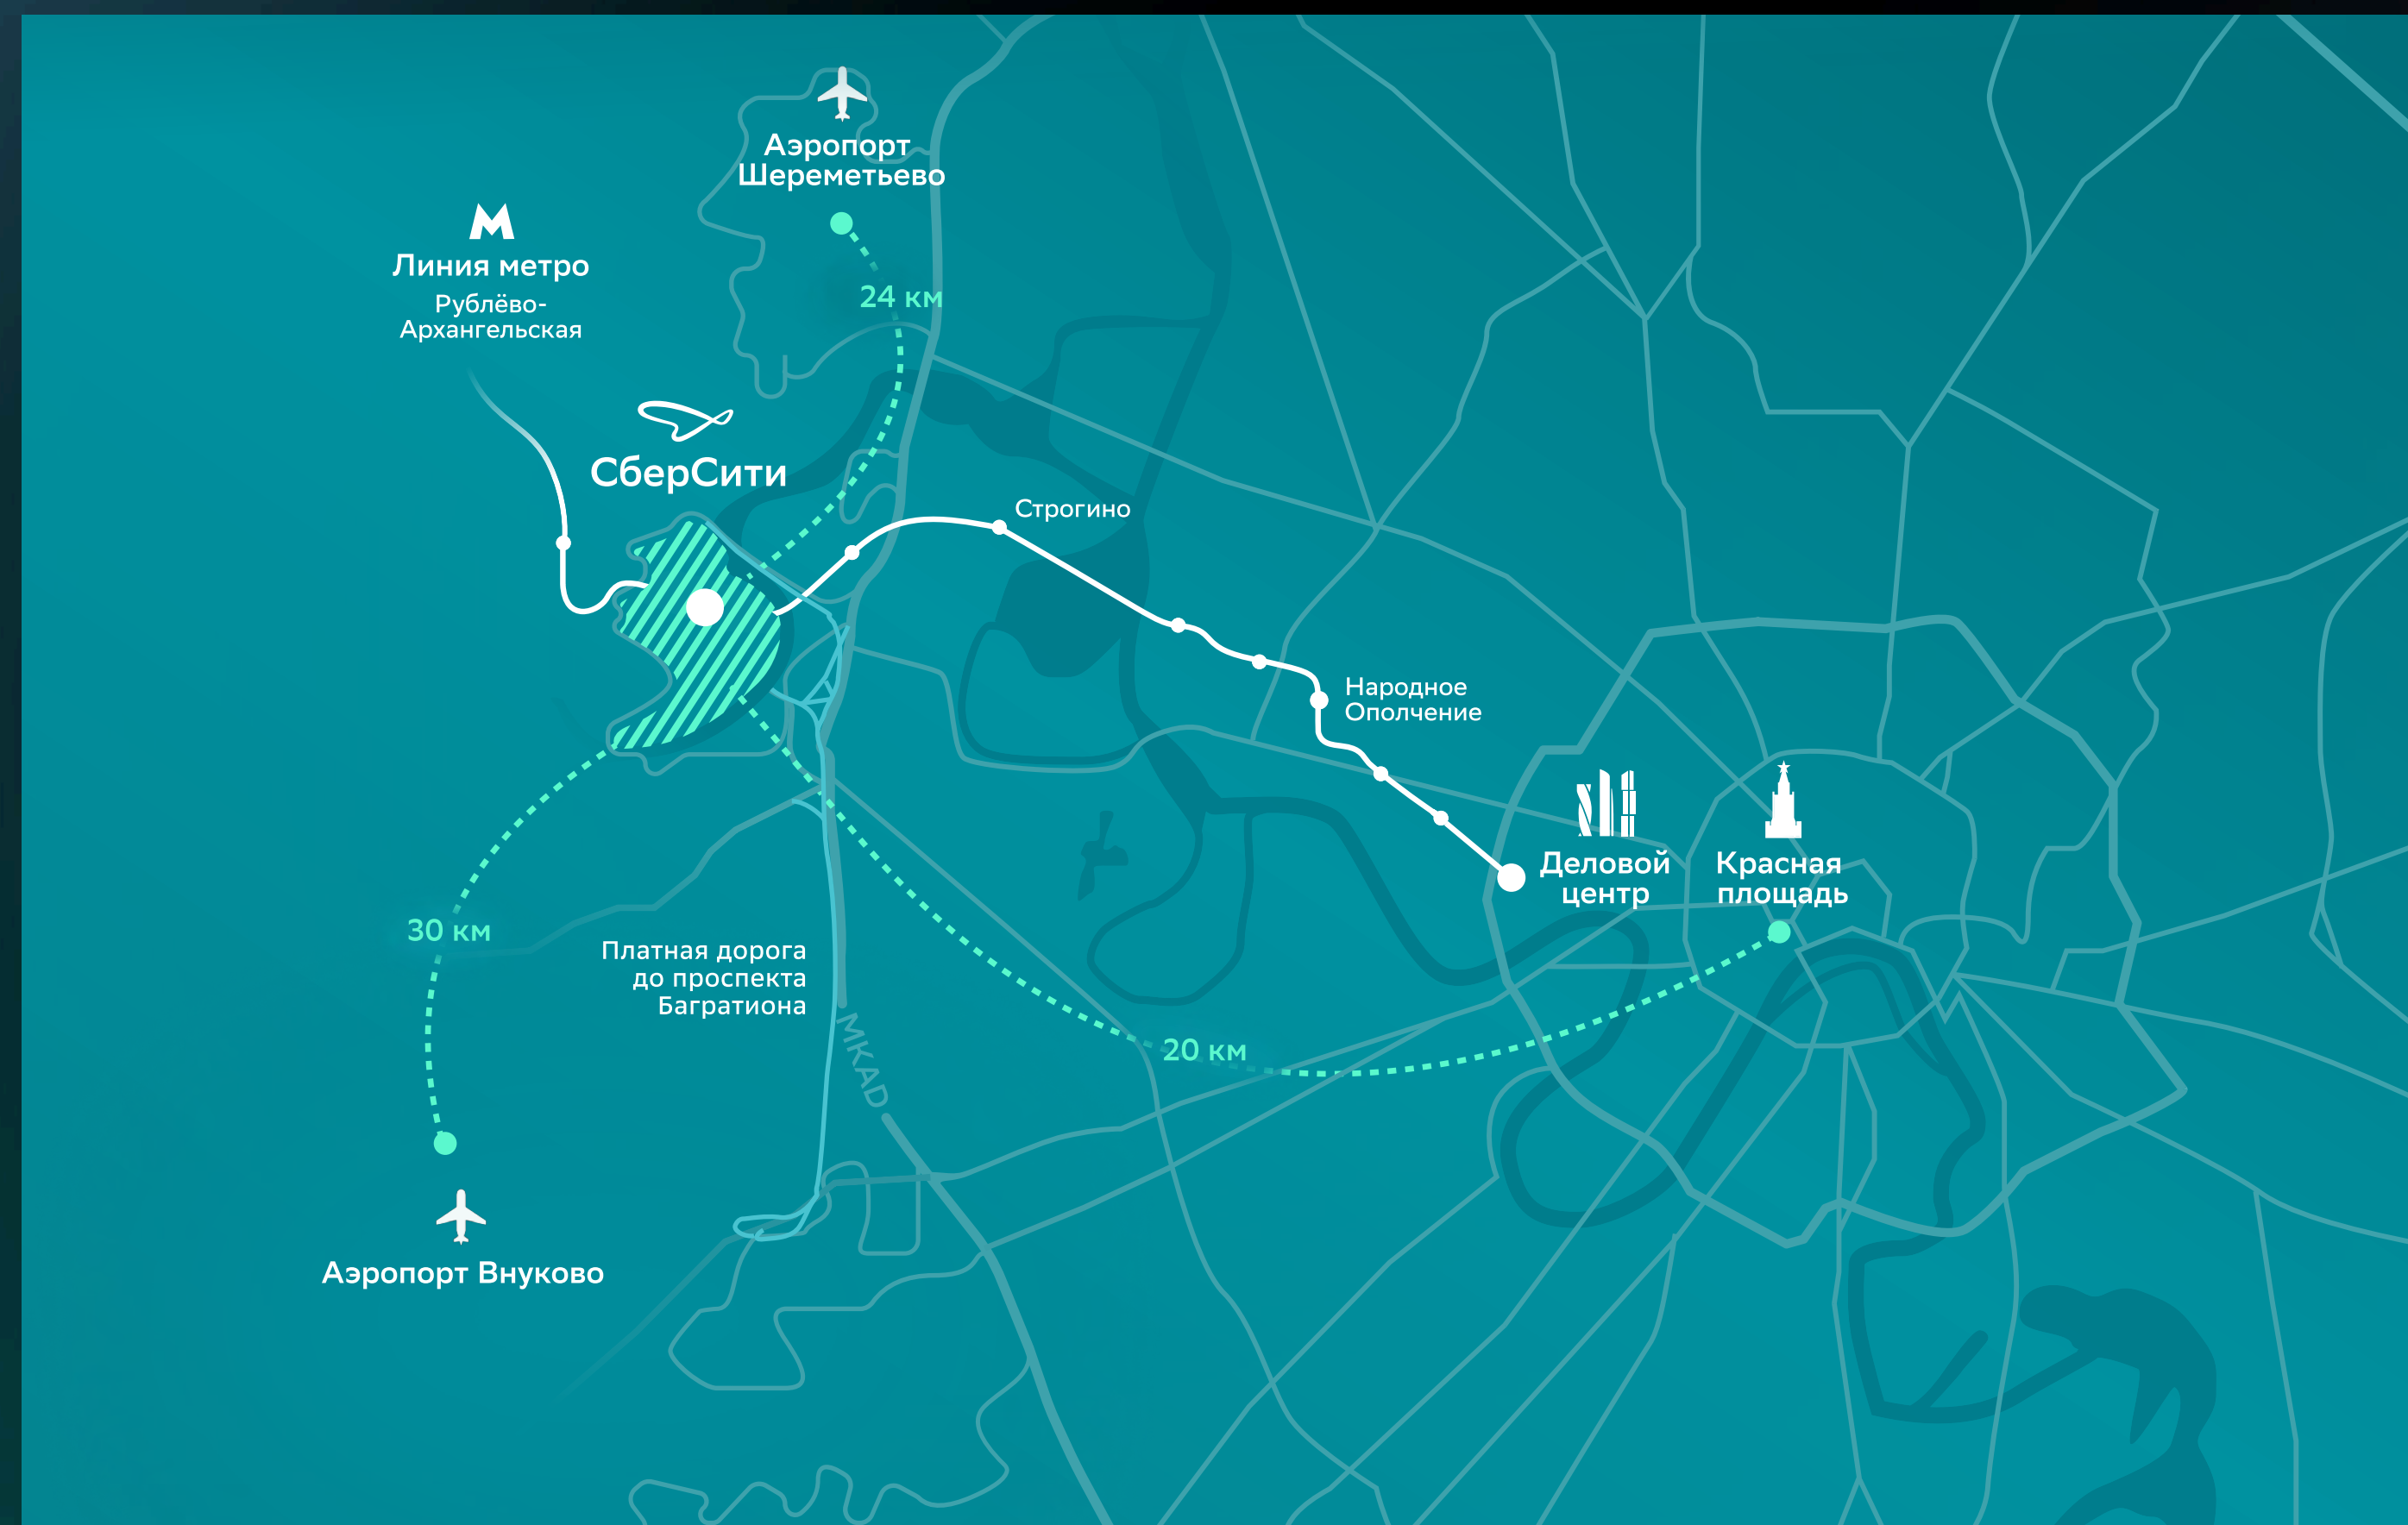 Аэропорт
Шереметьево
24 км
Линия метро
Рублёво-
Архангельская
СберСити
Строгино
Народное
Ополчение
Деловой
центр
Красная
площадь
30 км
Платная дорога
до проспекта
Багратиона
MKAD
20 км
Аэропорт Внуково